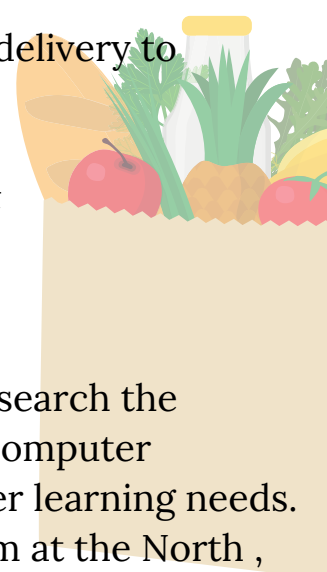 delivery to
search the
omputer
er learning needs.
m at the North ,